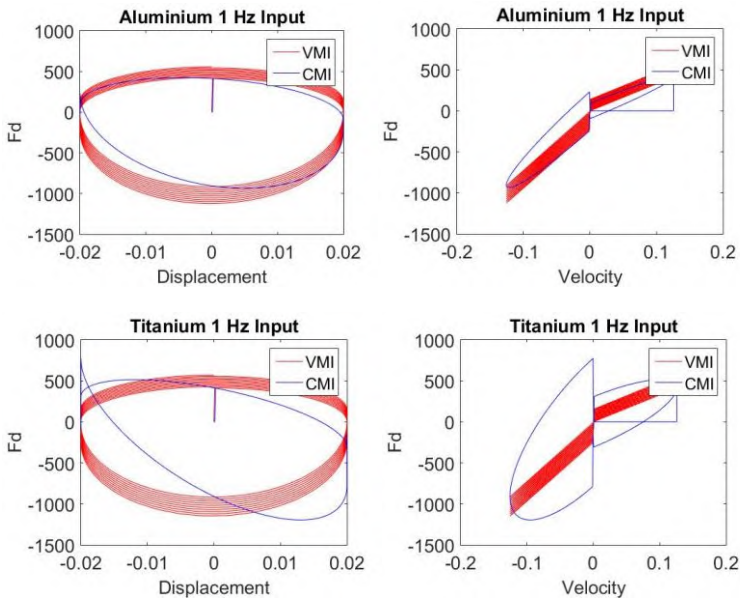 Aluminium 1 Hz Input
VMI
CMI
1000
500
0
-500
-1000
-1500
Fd
-0.02
-0.01
0
0.01
0.02
Displacement
Aluminium 1 Hz Input
VMI
CMI
1000
500
0
-500
-1000
-1500
Fd
-0.2
-0.1
0
0.1
0.2
Velocity
Titanium 1 Hz Input
VMI
CMI
1000
500
0
-500
-1000
-1500
Fd
-0.02
-0.01
0
0.01
0.02
Displacement
Titanium 1 Hz Input
VMI
CMI
1000
500
0
-500
-1000
-1500
Fd
-0.2
-0.1
0
0.1
0.2
Velocity